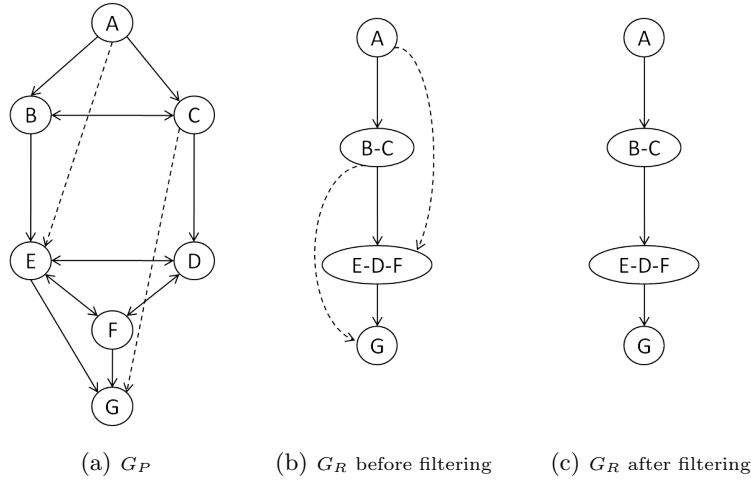 A
B
C
E
D
F
G
A
B-C
E-D-F
G
A
B-C
E-D-F
G
(a) G_P
(b) G_R before filtering
(c) G_R after filtering